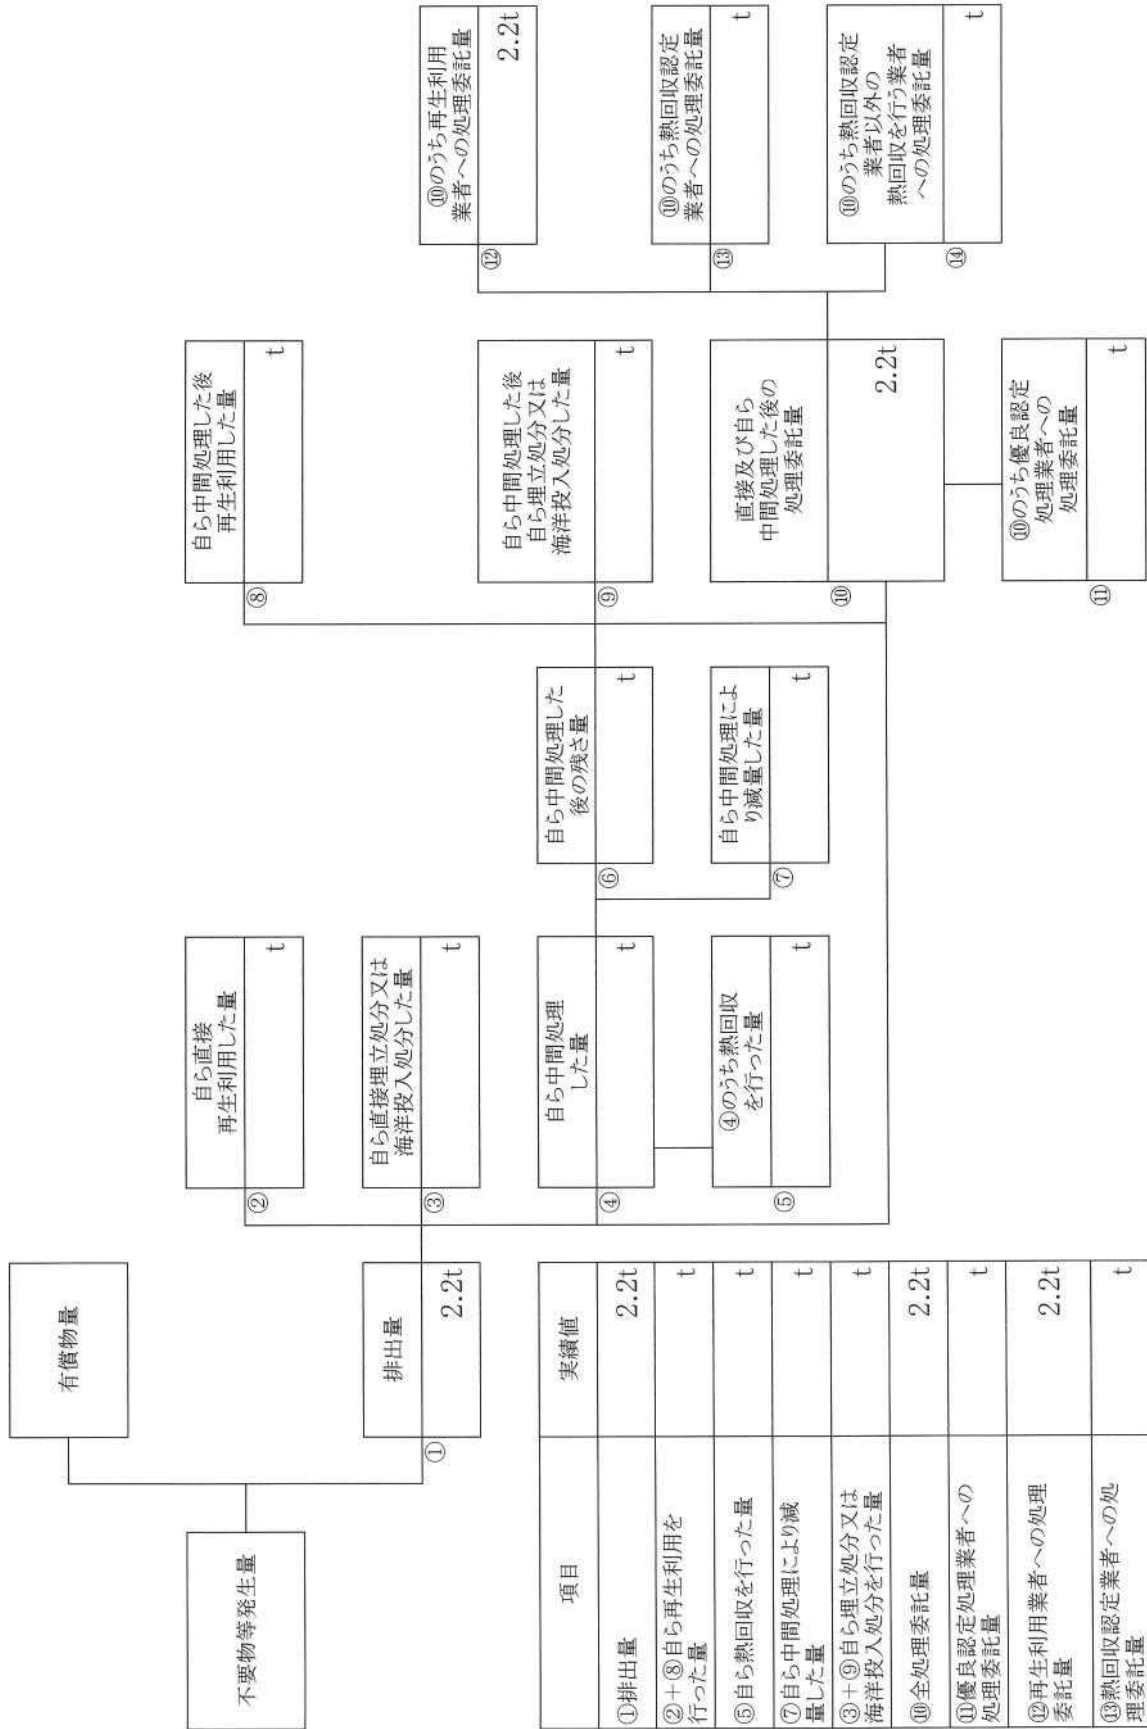 不要物等発生量
有償物量
①
排出量
2.2t
②
自ら直接
再生利用した量
t
③
自ら直接埋立処分又は
海洋投入処分した量
t
④
自ら中間処理
した量
t
⑤
④のうち熱回収
を行った量
t
⑥
自ら中間処理した
後の残さ量
t
⑦
自ら中間処理によ
り減量した量
t
⑧
自ら中間処理した後
再生利用した量
t
⑨
自ら中間処理した後
自ら埋立処分又は
海洋投入処分した量
t
⑩
直接及び自ら
中間処理した後の
処理委託量
2.2t
⑪
⑩のうち優良認定
処理業者への
処理委託量
t
⑫
⑩のうち再生利用
業者への処理委託量
2.2t
⑬
⑩のうち熱回収認定
業者への処理委託量
t
⑭
⑩のうち熱回収認定
業者以外の
熱回収を行う業者
への処理委託量
t
項目
実績値
①排出量
2.2t
②+⑧自ら再生利用を
行った量
t
⑤自ら熱回収を行った量
t
⑦自ら中間処理により減
量した量
t
③+⑨自ら埋立処分又は
海洋投入処分を行った量
t
⑩全処理委託量
2.2t
⑪優良認定処理業者への
処理委託量
t
⑫再生利用業者への処理
委託量
2.2t
⑬熱回収認定業者への処
理委託量
t